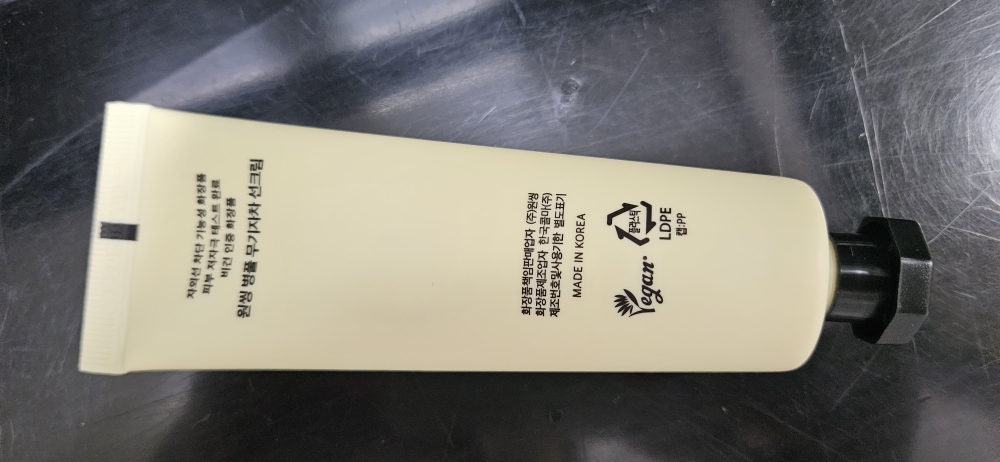 자외선 차단 기능성 화장품
피부 저자극 테스트 완료
비건 인증 화장품
원씽 병풀 무기자차 선크림
화장품책임판매업자 (주)원씽
화장품제조업자 한국콜마(주)
제조번호및사용기한 별도표기
MADE IN KOREA
Vegan
플라스틱
LDPE
캡:PP